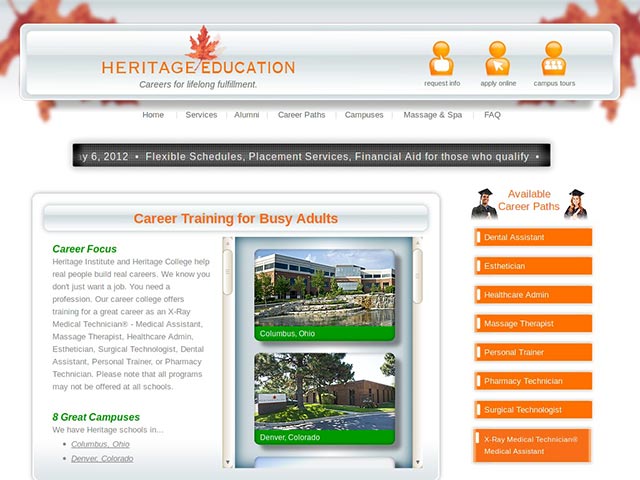 HERITAGE/EDUCATION
Careers for lifelong fulfillment.
request info
apply online
campus tours
Home
Services
Alumni
Career Paths
Campuses
Massage & Spa
FAQ
ay 6, 2012 • Flexible Schedules, Placement Services, Financial Aid for those who qualify •
Career Training for Busy Adults
Career Focus
Heritage Institute and Heritage College help
real people build real careers. We know you
don't just want a job. You need a
profession. Our career college offers
training for a great career as an X-Ray
Medical Technician® - Medical Assistant,
Massage Therapist, Healthcare Admin,
Esthetician, Surgical Technologist, Dental
Assistant, Personal Trainer, or Pharmacy
Technician. Please note that all programs
may not be offered at all schools.
8 Great Campuses
We have Heritage schools in...
• Columbus, Ohio
• Denver, Colorado
Columbus, Ohio
Denver, Colorado
Available
Career Paths
Dental Assistant
Esthetician
Healthcare Admin
Massage Therapist
Personal Trainer
Pharmacy Technician
Surgical Technologist
X-Ray Medical Technician®
Medical Assistant